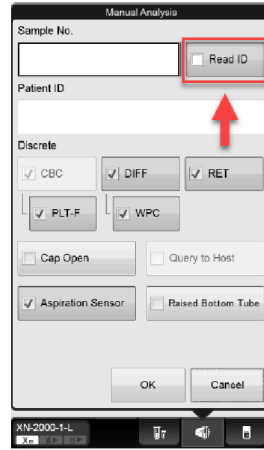 Manual Analysis
Sample No.
Read ID
Patient ID
Discrete
CBC DIFF RET
PLT-F WPC
Cap Open Query to Host
Aspiration Sensor Raised Bottom Tube
OK Cancel
XN-2000-1-L